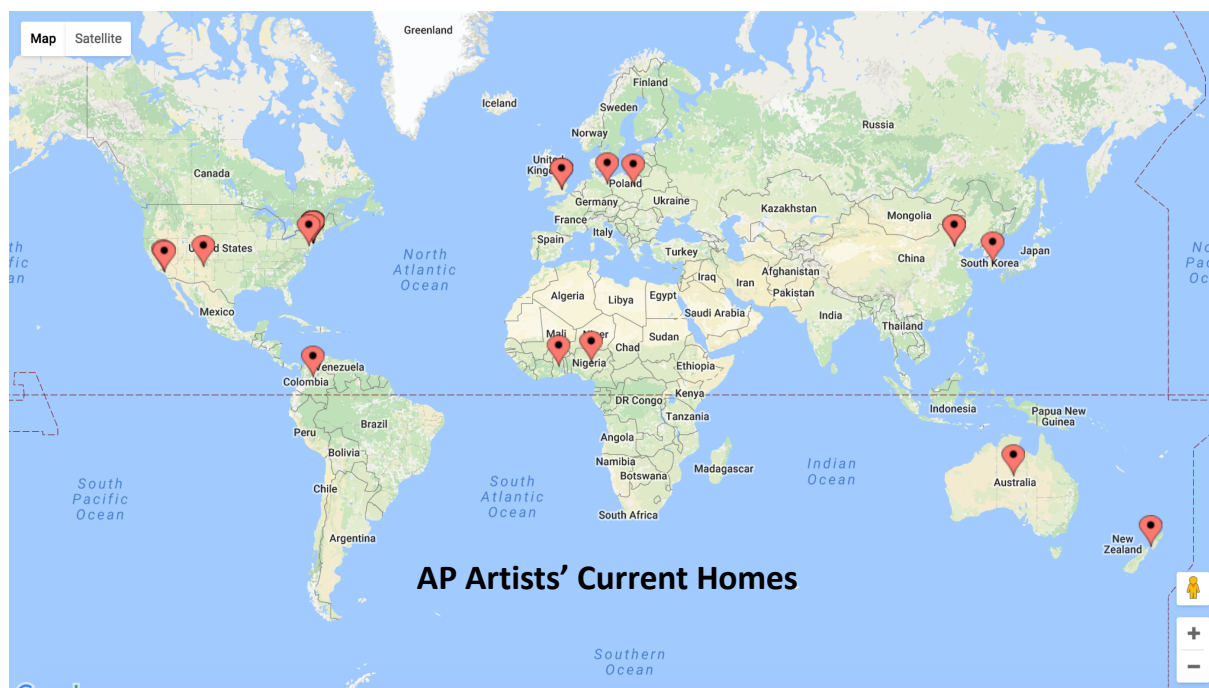 Map
Satellite
Greenland
Iceland
Finland
Sweden
Norway
Russia
Canada
United
Kingdom
Poland
Germany
Ukraine
Kazakhstan
Mongolia
France
Italy
Spain
Turkey
United States
North
Atlantic
Ocean
China
South Korea
Japan
Iraq
Iran
Afghanistan
Pakistan
Algeria
Libya
Egypt
Saudi Arabia
India
Thailand
Mexico
Mali
Niger
Chad
Sudan
Nigeria
Ethiopia
Venezuela
Colombia
DR Congo
Kenya
Tanzania
Indonesia
Papua New
Guinea
Peru
Brazil
Bolivia
Angola
Namibia
Botswana
Madagascar
Indian
Ocean
South
Pacific
Ocean
Chile
South
Atlantic
Ocean
South Africa
Australia
Argentina
New
Zealand
AP Artists’ Current Homes
Southern
Ocean